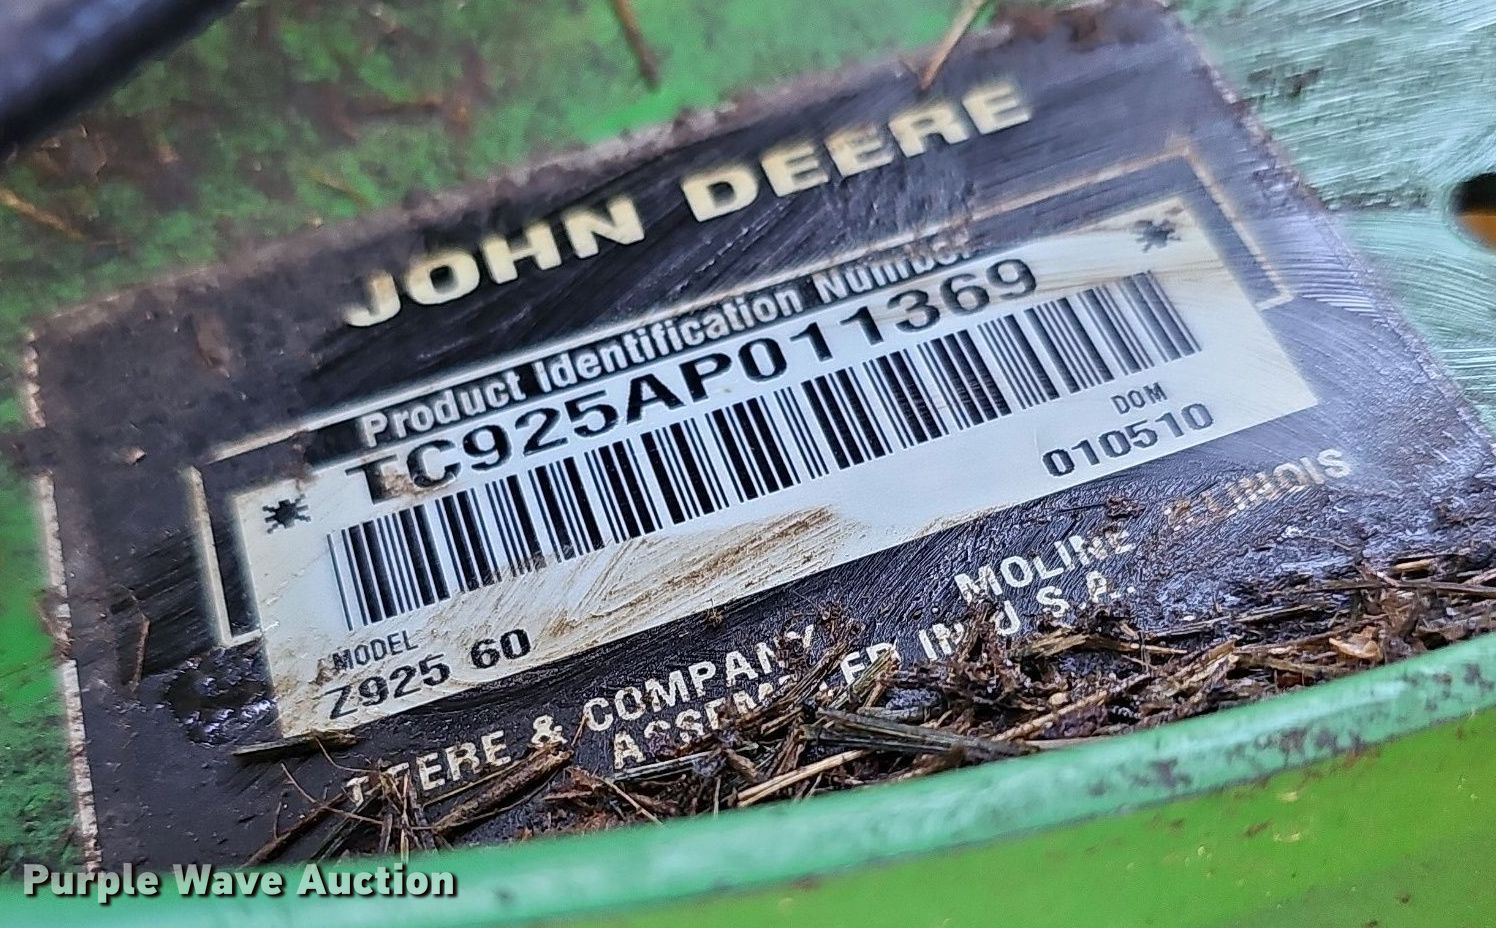 JOHN DEERE
Product Identification Number
* TC925AP011369 *
DOM
010510
MODEL
Z925 60
DEERE & COMPANY MOLINE ILLINOIS
ASSEMBLED IN U.S.A.
Purple Wave Auction